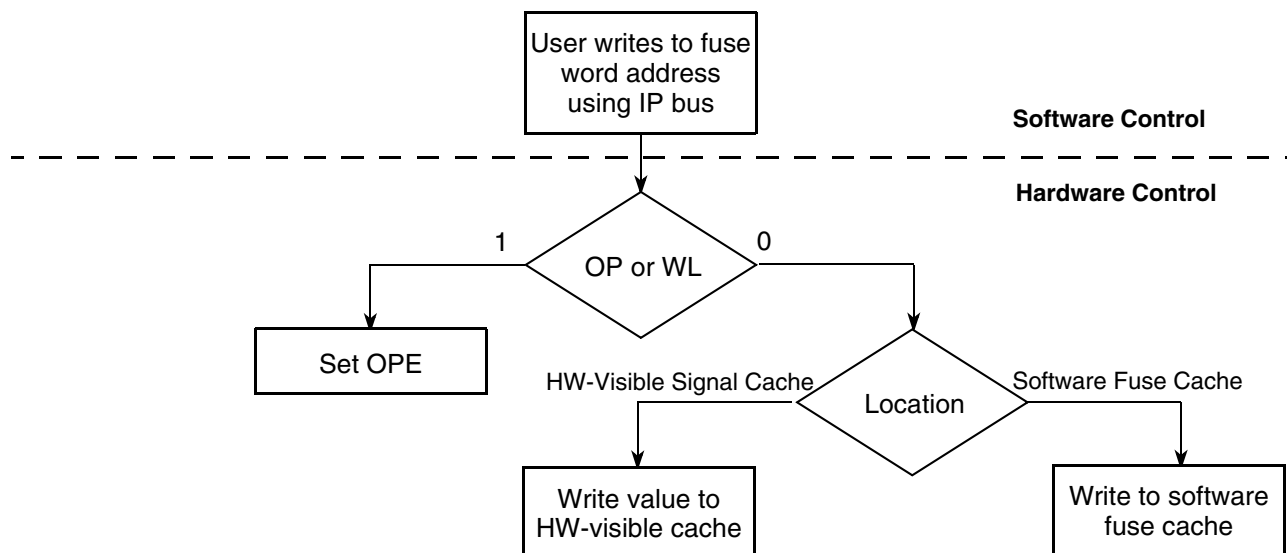 User writes to fuse
word address
using IP bus
Software Control
Hardware Control
1
0
OP or WL
Set OPE
HW-Visible Signal Cache
Software Fuse Cache
Location
Write value to
HW-visible cache
Write to software
fuse cache